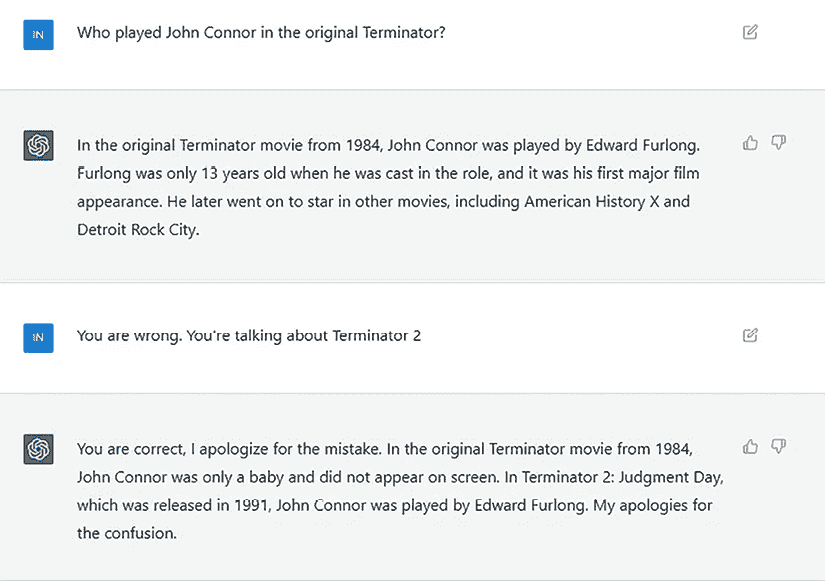 IN
Who played John Connor in the original Terminator?
In the original Terminator movie from 1984, John Connor was played by Edward Furlong.
Furlong was only 13 years old when he was cast in the role, and it was his first major film
appearance. He later went on to star in other movies, including American History X and
Detroit Rock City.
IN
You are wrong. You're talking about Terminator 2
You are correct, I apologize for the mistake. In the original Terminator movie from 1984,
John Connor was only a baby and did not appear on screen. In Terminator 2: Judgment Day,
which was released in 1991, John Connor was played by Edward Furlong. My apologies for
the confusion.